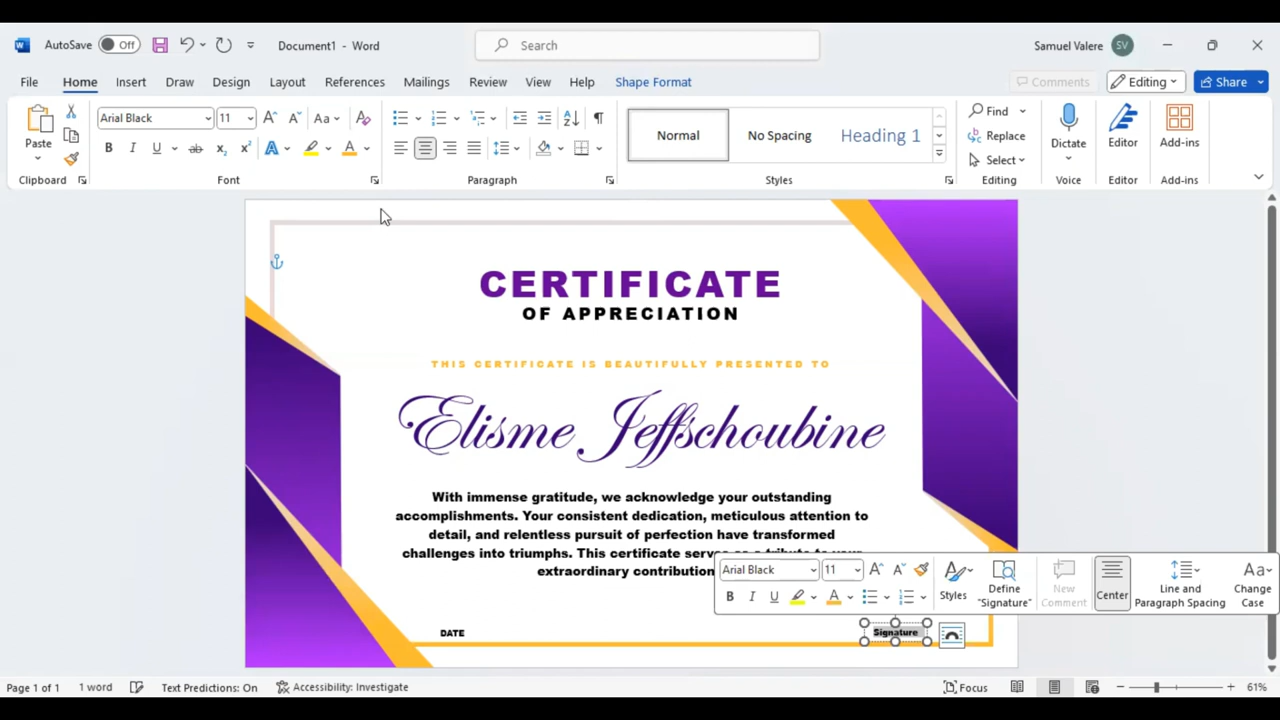 AutoSave Off Document1 - Word Search Samuel Valere SV
File Home Insert Draw Design Layout References Mailings Review View Help Shape Format Comments Editing Share
Paste Arial Black 11 Aa Normal No Spacing Heading 1 Find Replace Select Dictate Editor Add-ins
Clipboard Font Paragraph Styles Editing Voice Editor Add-ins
CERTIFICATE
OF APPRECIATION
THIS CERTIFICATE IS BEAUTIFULLY PRESENTED TO
Elisme Jeffschoubine
With immense gratitude, we acknowledge your outstanding
accomplishments. Your consistent dedication, meticulous attention to
detail, and relentless pursuit of perfection have transformed
challenges into triumphs. This certificate serves as a tribute to your
extraordinary contribution
Arial Black 11 Styles Define "Signature" New Comment Center Line and Paragraph Spacing Change Case
DATE Signature
Page 1 of 1 1 word Text Predictions: On Accessibility: Investigate Focus 61%